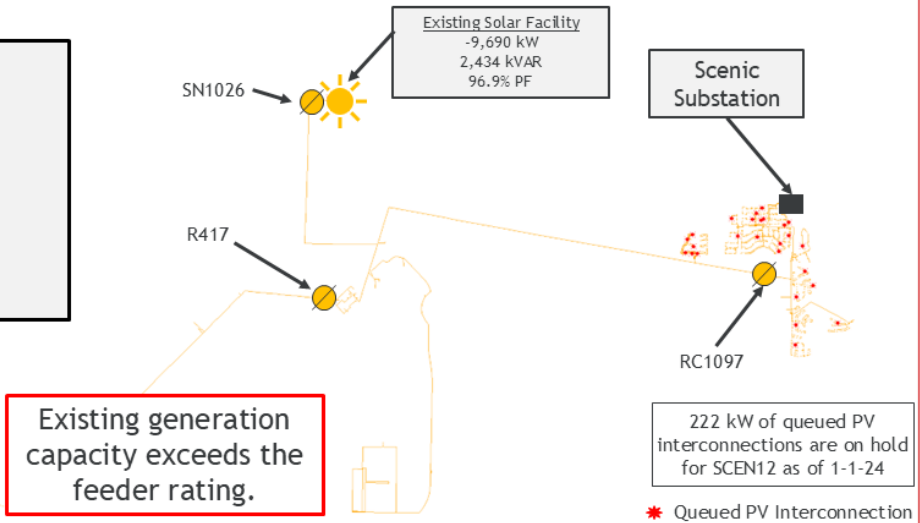 Existing Solar Facility
-9,690 kW
2,434 kVAR
96.9% PF
SN1026
Scenic
Substation
R417
RC1097
Existing generation
capacity exceeds the
feeder rating.
222 kW of queued PV
interconnections are on hold
for SCEN12 as of 1-1-24
Queued PV Interconnection